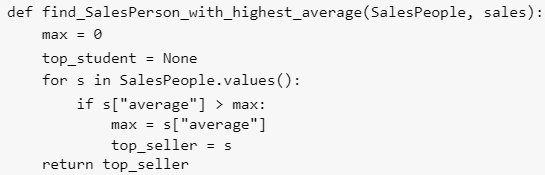 def find_SalesPerson_with_highest_average(SalesPeople, sales):
    max = 0
    top_student = None
    for s in SalesPeople.values():
        if s["average"] > max:
            max = s["average"]
            top_seller = s
    return top_seller